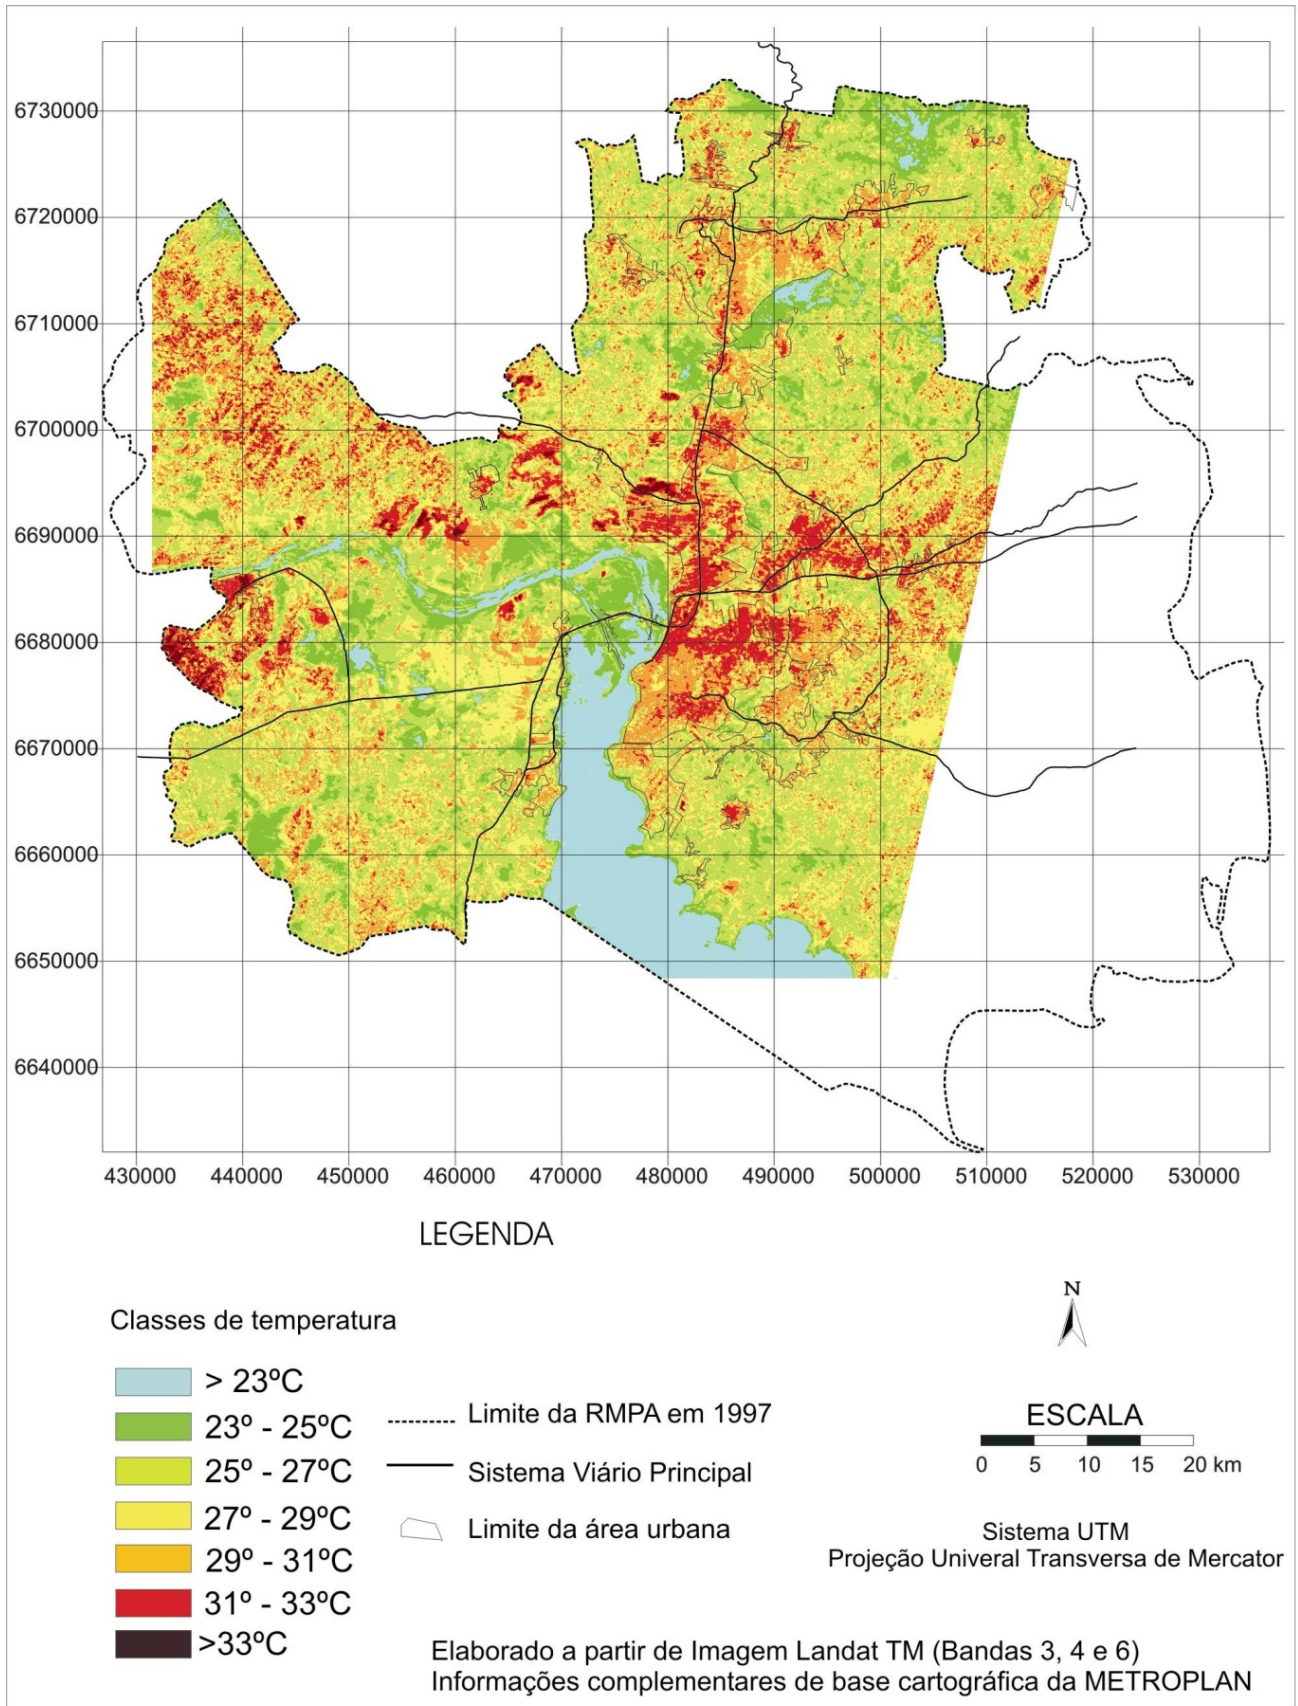 6730000
6720000
6710000
6700000
6690000
6680000
6670000
6660000
6650000
6640000
430000 440000 450000 460000 470000 480000 490000 500000 510000 520000 530000
LEGENDA
N
Classes de temperatura
> 23ºC
23º - 25ºC
25º - 27ºC
27º - 29ºC
29º - 31ºC
31º - 33ºC
>33ºC
Limite da RMPA em 1997
Sistema Viário Principal
Limite da área urbana
ESCALA
0 5 10 15 20 km
Sistema UTM
Projeção Univeral Transversa de Mercator
Elaborado a partir de Imagem Landat TM (Bandas 3, 4 e 6)
Informações complementares de base cartográfica da METROPLAN